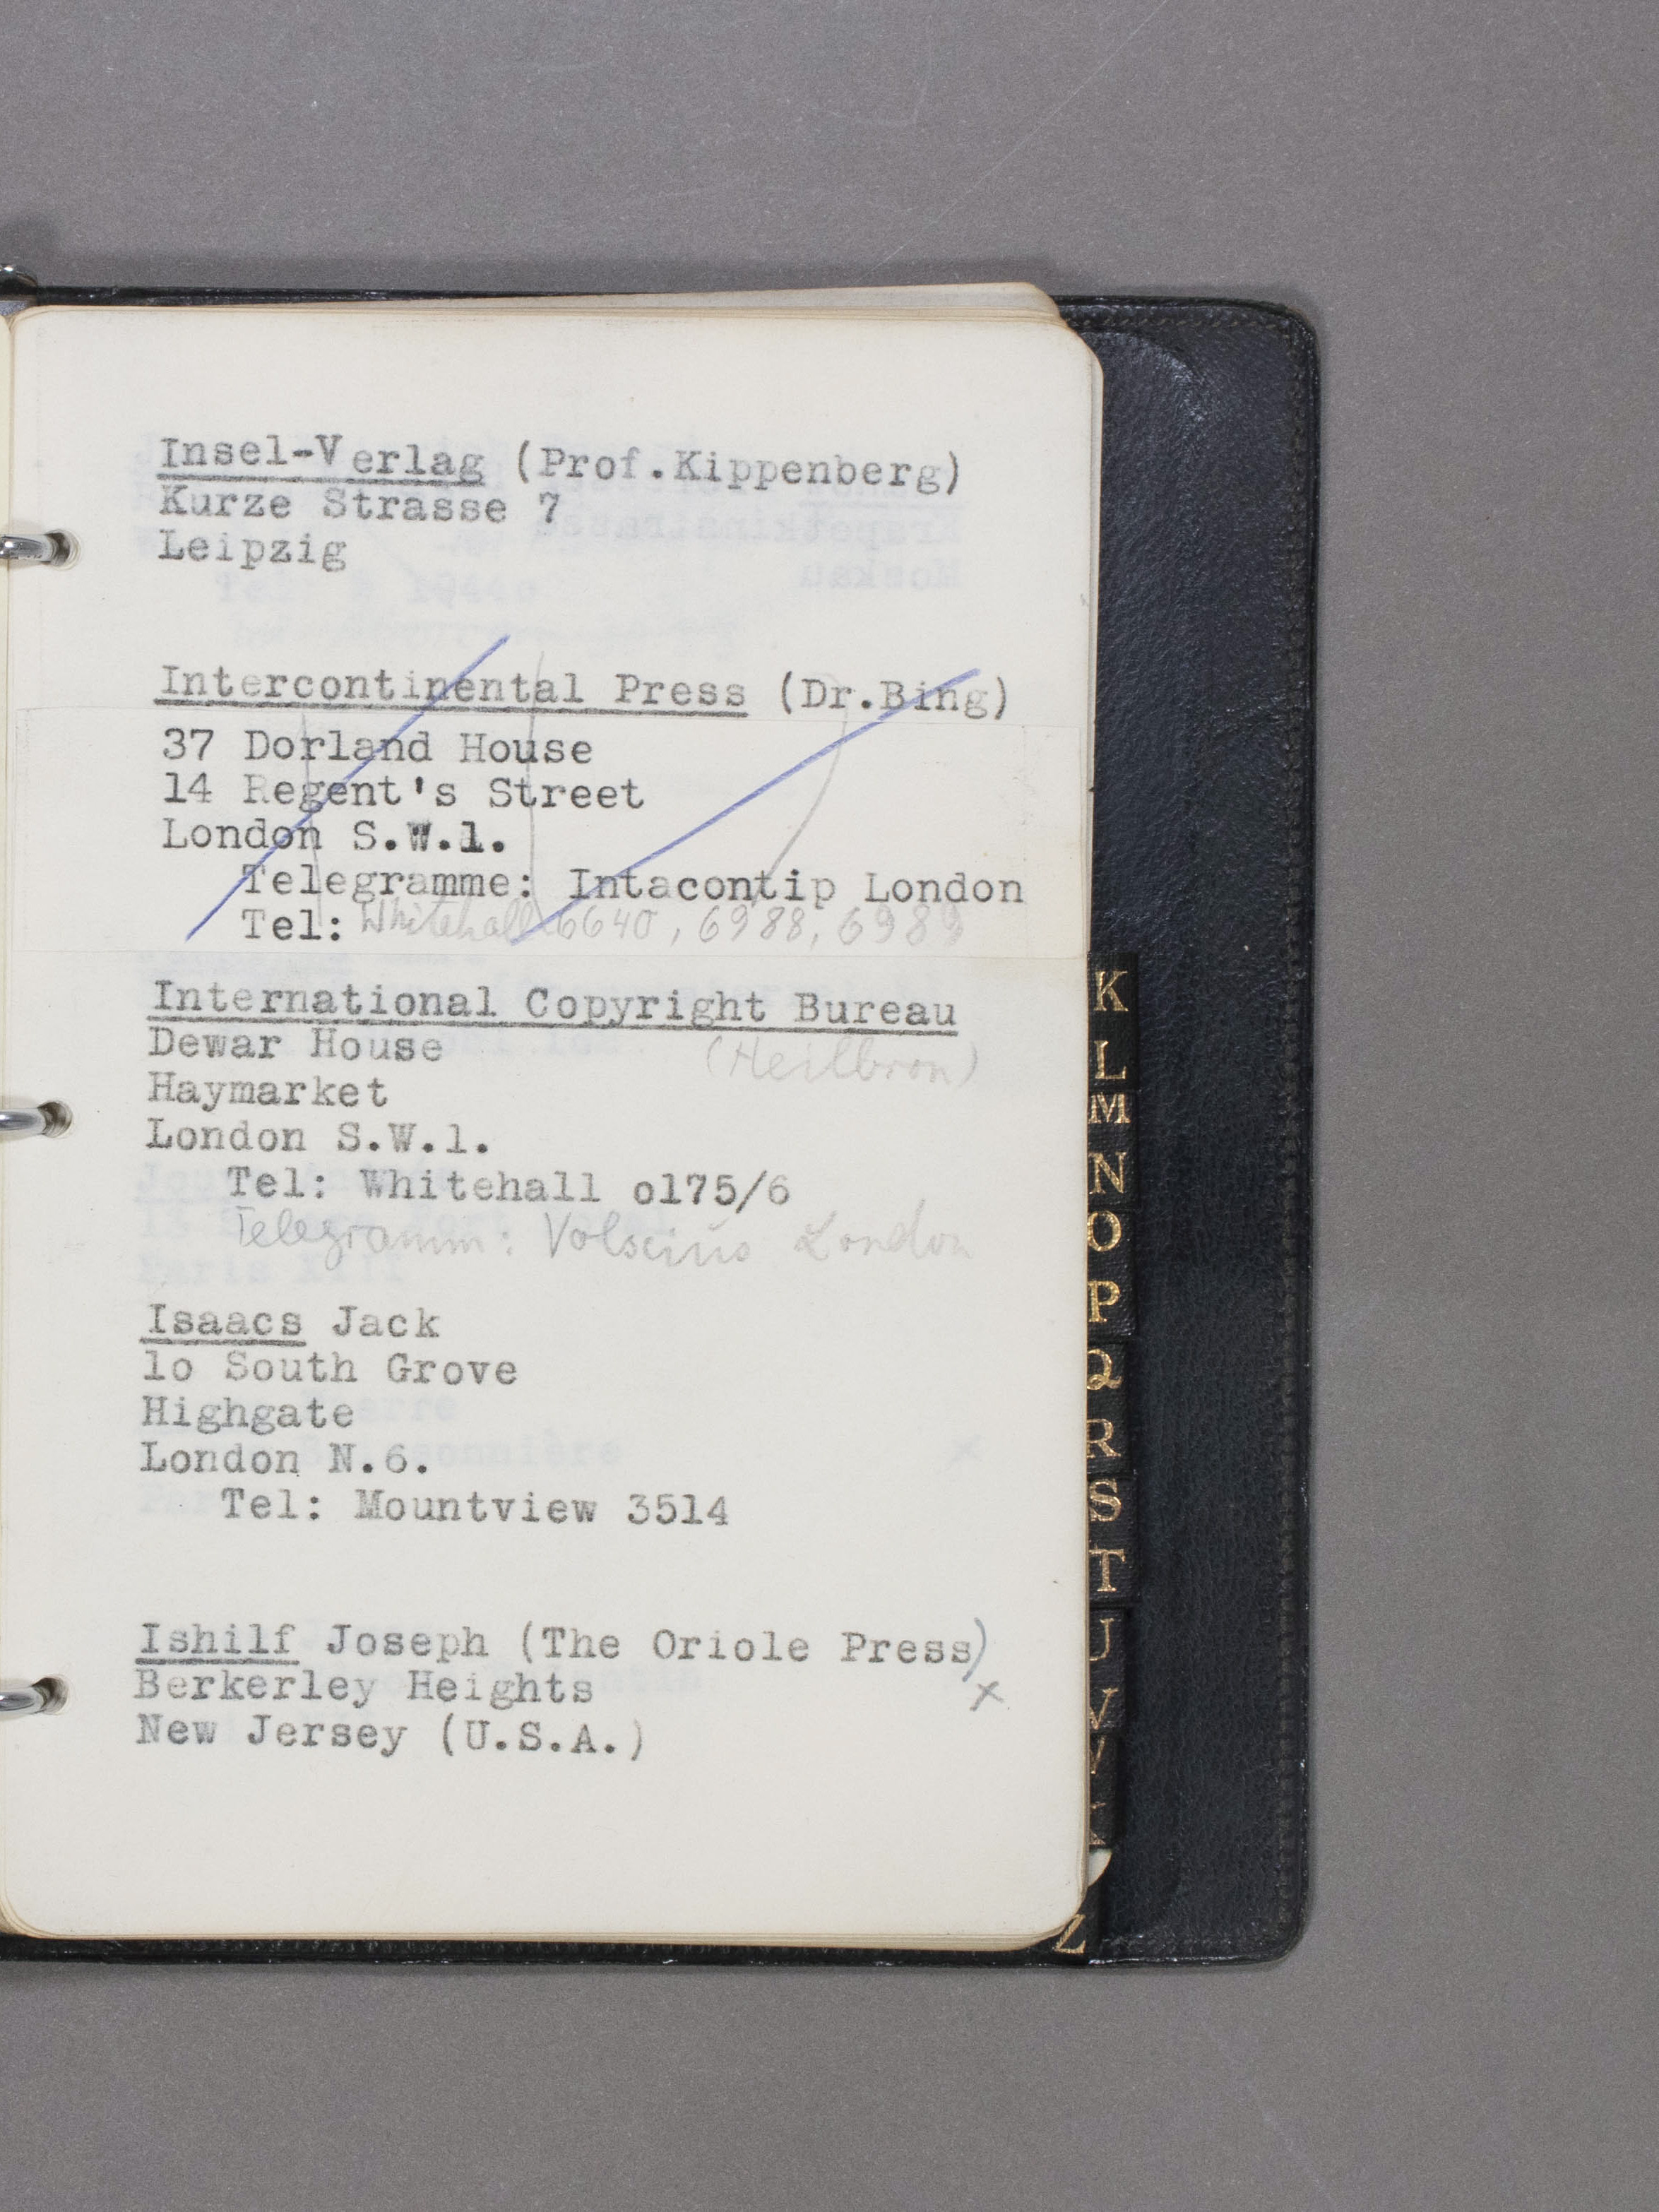 Insel-Verlag (Prof.Kippenberg)
Kurze Strasse 7
Leipzig
Intercontinental Press (Dr.Bing)
37 Dorland House
14 Regent's Street
London S.W.1.
Telegramme: Intacontip London
Tel: Whitehall 6640, 6988, 6989
International Copyright Bureau
Dewar House (Heilbron)
Haymarket
London S.W.1.
Tel: Whitehall o175/6
Telegramm: Volscius London
Isaacs Jack
1o South Grove
Highgate
London N.6.
Tel: Mountview 3514
Ishilf Joseph (The Oriole Press)
Berkerley Heights x
New Jersey (U.S.A.)
K
L
M
N
O
P
Q
R
S
T
U
V
W
Z